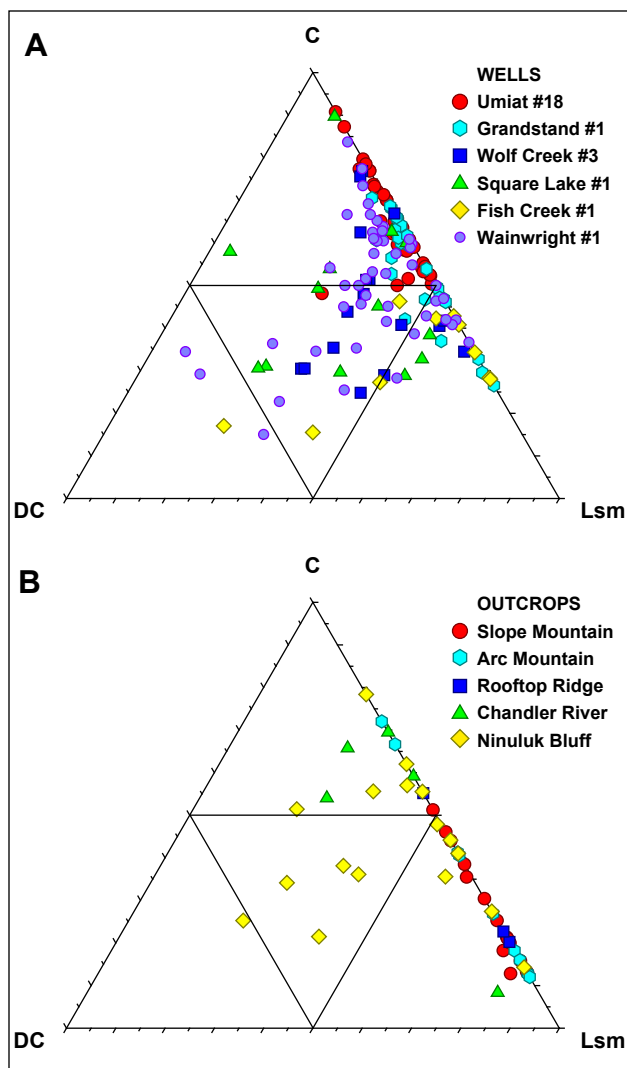 A
C
WELLS
Umiat #18
Grandstand #1
Wolf Creek #3
Square Lake #1
Fish Creek #1
Wainwright #1
DC
Lsm
B
C
OUTCROPS
Slope Mountain
Arc Mountain
Rooftop Ridge
Chandler River
Ninuluk Bluff
DC
Lsm